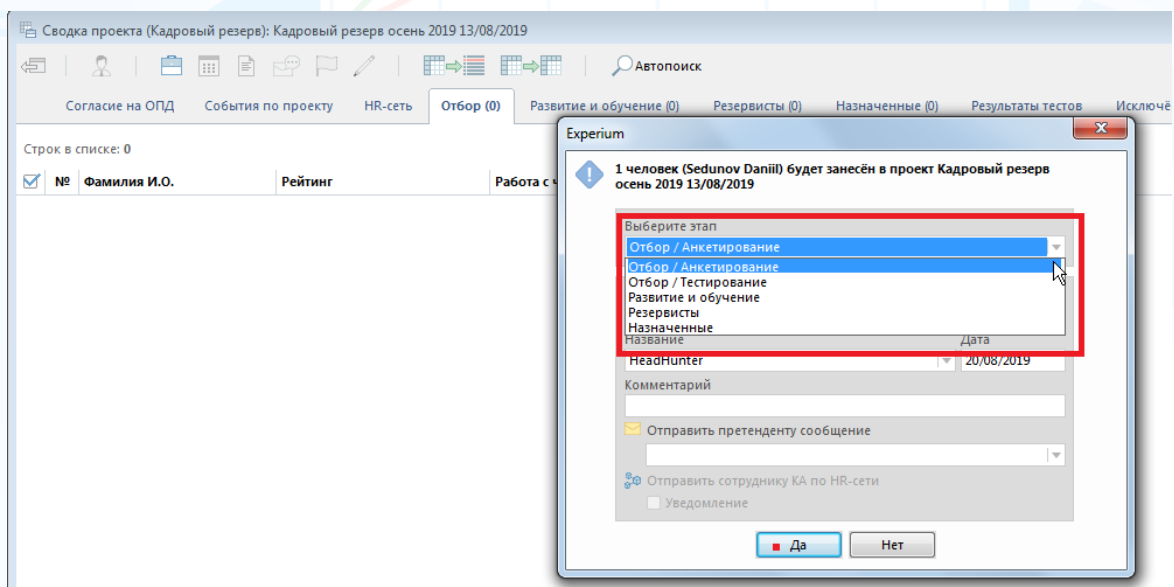 Сводка проекта (Кадровый резерв): Кадровый резерв осень 2019 13/08/2019
Автопоиск
Согласие на ОПД События по проекту HR-сеть Отбор (0) Развитие и обучение (0) Резервисты (0) Назначенные (0) Результаты тестов Исключё
Строк в списке: 0
№ Фамилия И.О. Рейтинг Работа с ч
Experium
1 человек (Sedunov Daniil) будет занесён в проект Кадровый резерв
осень 2019 13/08/2019
Выберите этап
Отбор / Анкетирование
Отбор / Анкетирование
Отбор / Тестирование
Развитие и обучение
Резервисты
Назначенные
Название Дата
HeadHunter 20/08/2019
Комментарий
Отправить претенденту сообщение
Отправить сотруднику КА по HR-сети
Уведомление
Да Нет